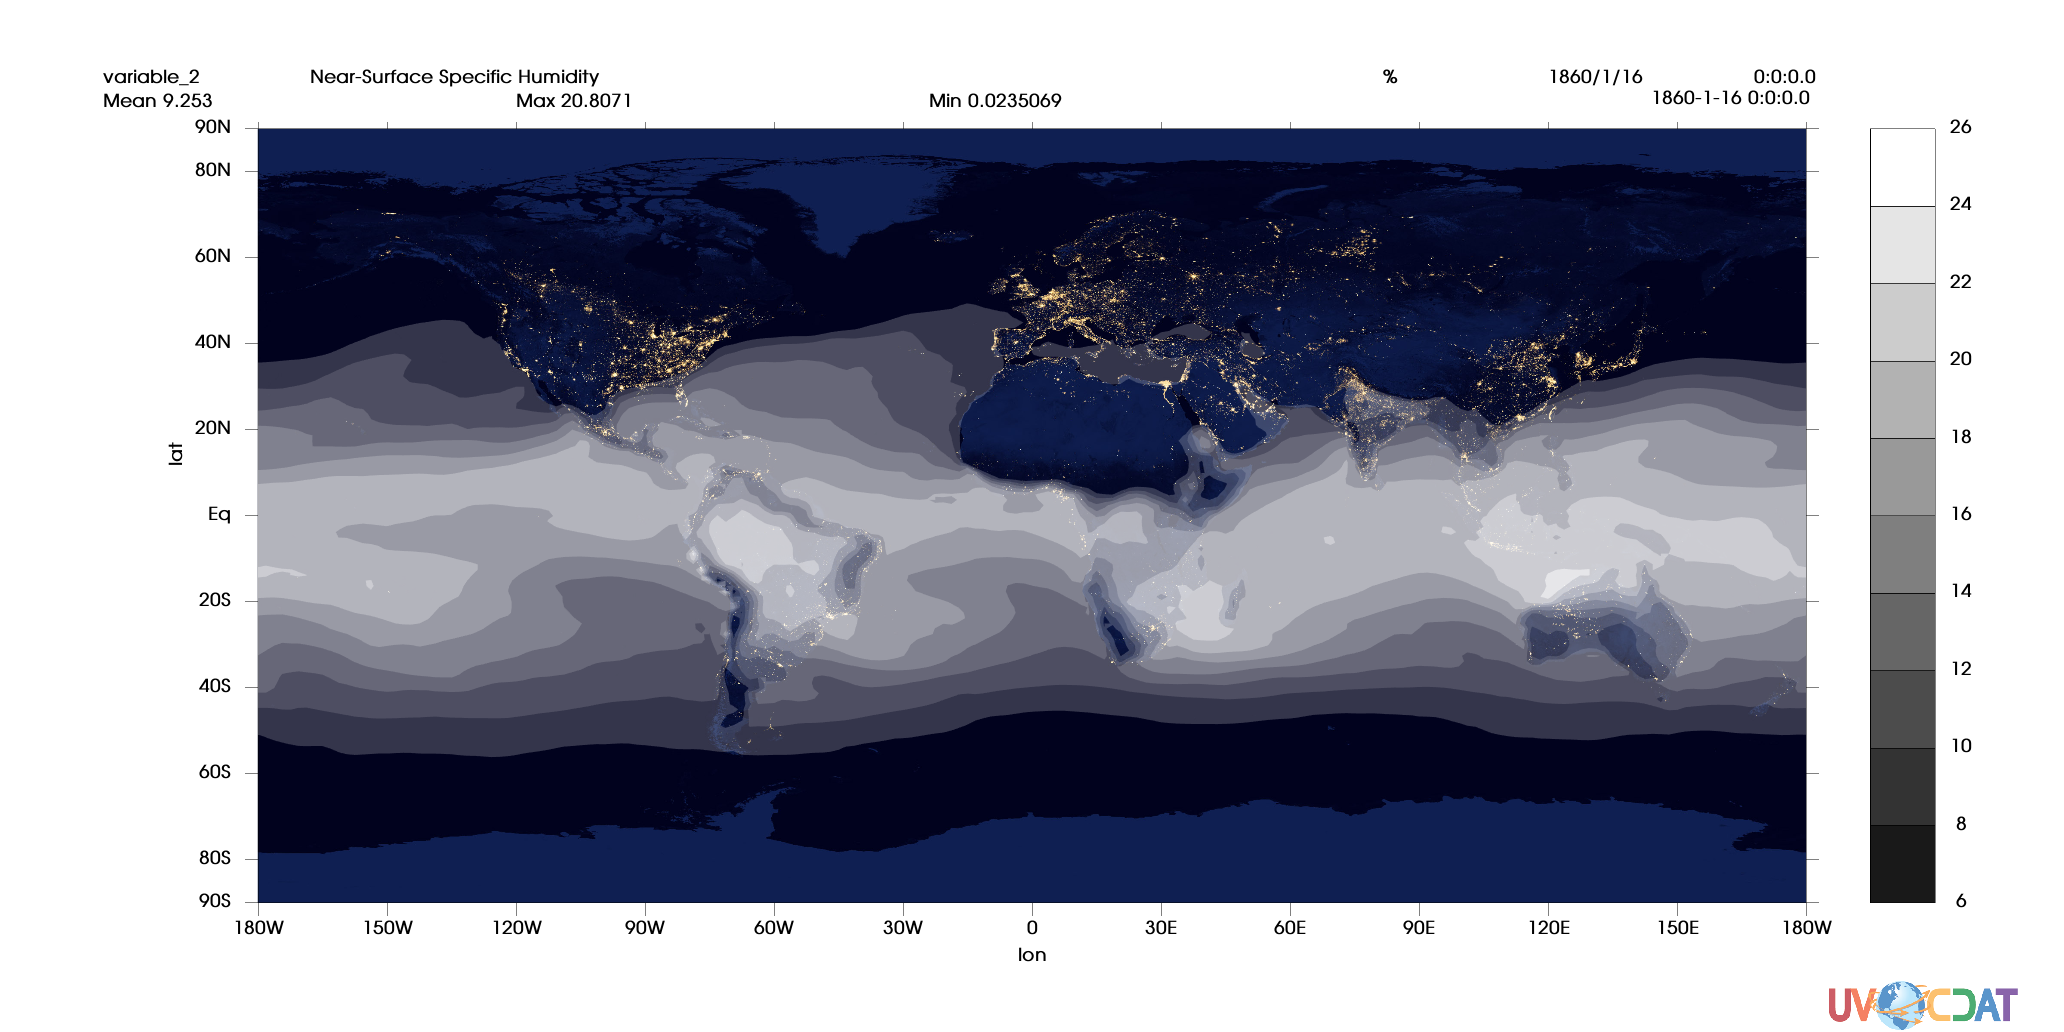 variable_2 Near-Surface Specific Humidity % 1860/1/16 0:0:0.0
Mean 9.253 Max 20.8071 Min 0.0235069 1860-1-16 0:0:0.0
90N
80N
60N
40N
20N
Eq
20S
40S
60S
80S
90S
lat
180W 150W 120W 90W 60W 30W 0 30E 60E 90E 120E 150E 180W
lon
26
24
22
20
18
16
14
12
10
8
6
UV CDAT